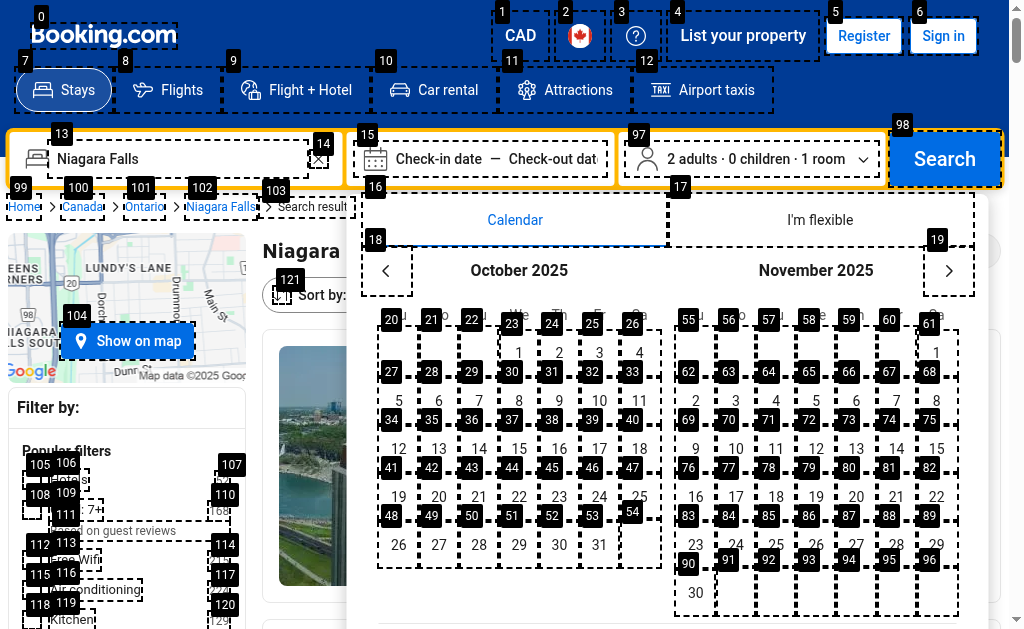 Booking.com
CAD
List your property
Register
Sign in
Stays
Flights
Flight + Hotel
Car rental
Attractions
Airport taxis
Niagara Falls
Check-in date — Check-out dat
2 adults · 0 children · 1 room
Search
Home > Canada > Ontario > Niagara Falls > Search result
Calendar
I'm flexible
October 2025
November 2025
1 2 3 4
5 6 7 8 9 10 11
12 13 14 15 16 17 18
19 20 21 22 23 24 25
26 27 28 29 30 31
1
2 3 4 5 6 7 8
9 10 11 12 13 14 15
16 17 18 19 20 21 22
23 24 25 26 27 28 29
30
LUNDY'S LANE
20
98
Main St
Drummo
Dorch
Show on map
Google
Map data ©2025 Goog
Niagara
Sort by:
Filter by:
Popular filters
Hotels
: 7+
168
Based on guest reviews
Free Wifi
Air conditioning
Kitchen
129
0
1
2
3
4
5
6
7
8
9
10
11
12
13
14
15
16
17
18
19
20
21
22
23
24
25
26
27
28
29
30
31
32
33
34
35
36
37
38
39
40
41
42
43
44
45
46
47
48
49
50
51
52
53
54
55
56
57
58
59
60
61
62
63
64
65
66
67
68
69
70
71
72
73
74
75
76
77
78
79
80
81
82
83
84
85
86
87
88
89
90
91
92
93
94
95
96
97
98
99
100
101
102
103
104
105
106
107
108
109
110
111
112
113
114
115
116
117
118
119
120
121